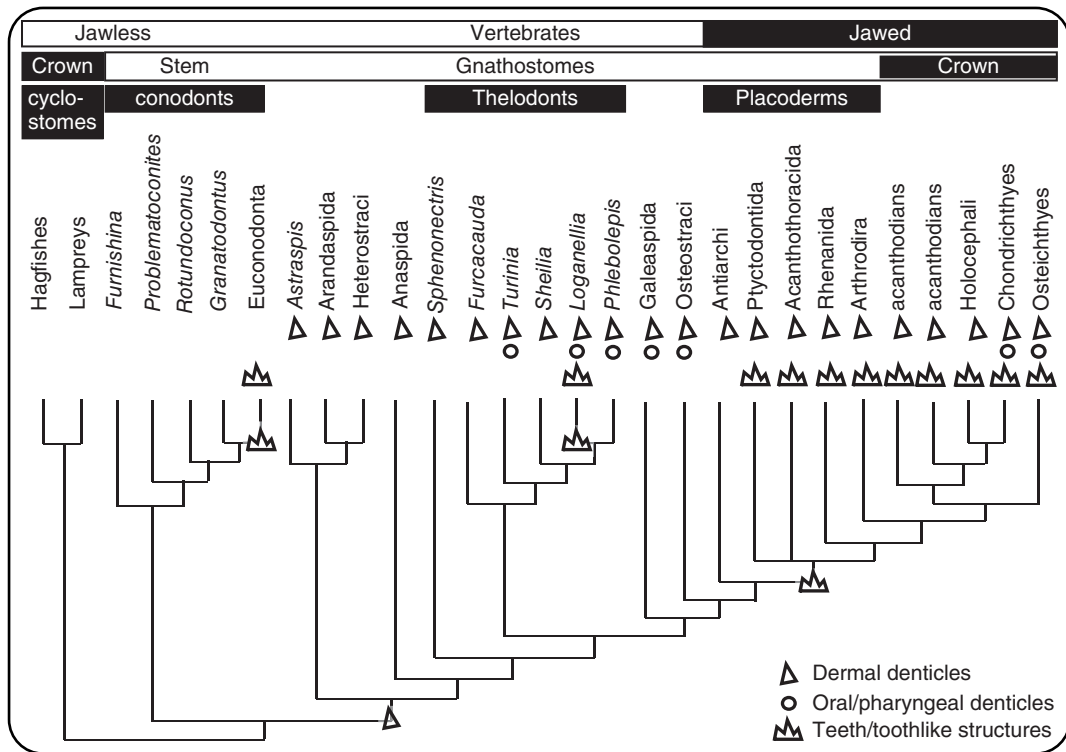 Jawless Vertebrates Jawed
Crown Stem Gnathostomes Crown
cyclo-
stomes
conodonts Thelodonts Placoderms
Hagfishes
Lampreys
Furnishina
Problematoconites
Rotundoconus
Granatodontus
Euconodonta
Astraspis
Arandaspida
Heterostraci
Anaspida
Sphenonectris
Furcacauda
Turinia
Sheilia
Loganellia
Phlebolepis
Galeaspida
Osteostraci
Antiarchi
Ptyctodontida
Acanthothoracida
Rhenanida
Arthrodira
acanthodians
acanthodians
Holocephali
Chondrichthyes
Osteichthyes
Dermal denticles
Oral/pharyngeal denticles
Teeth/toothlike structures